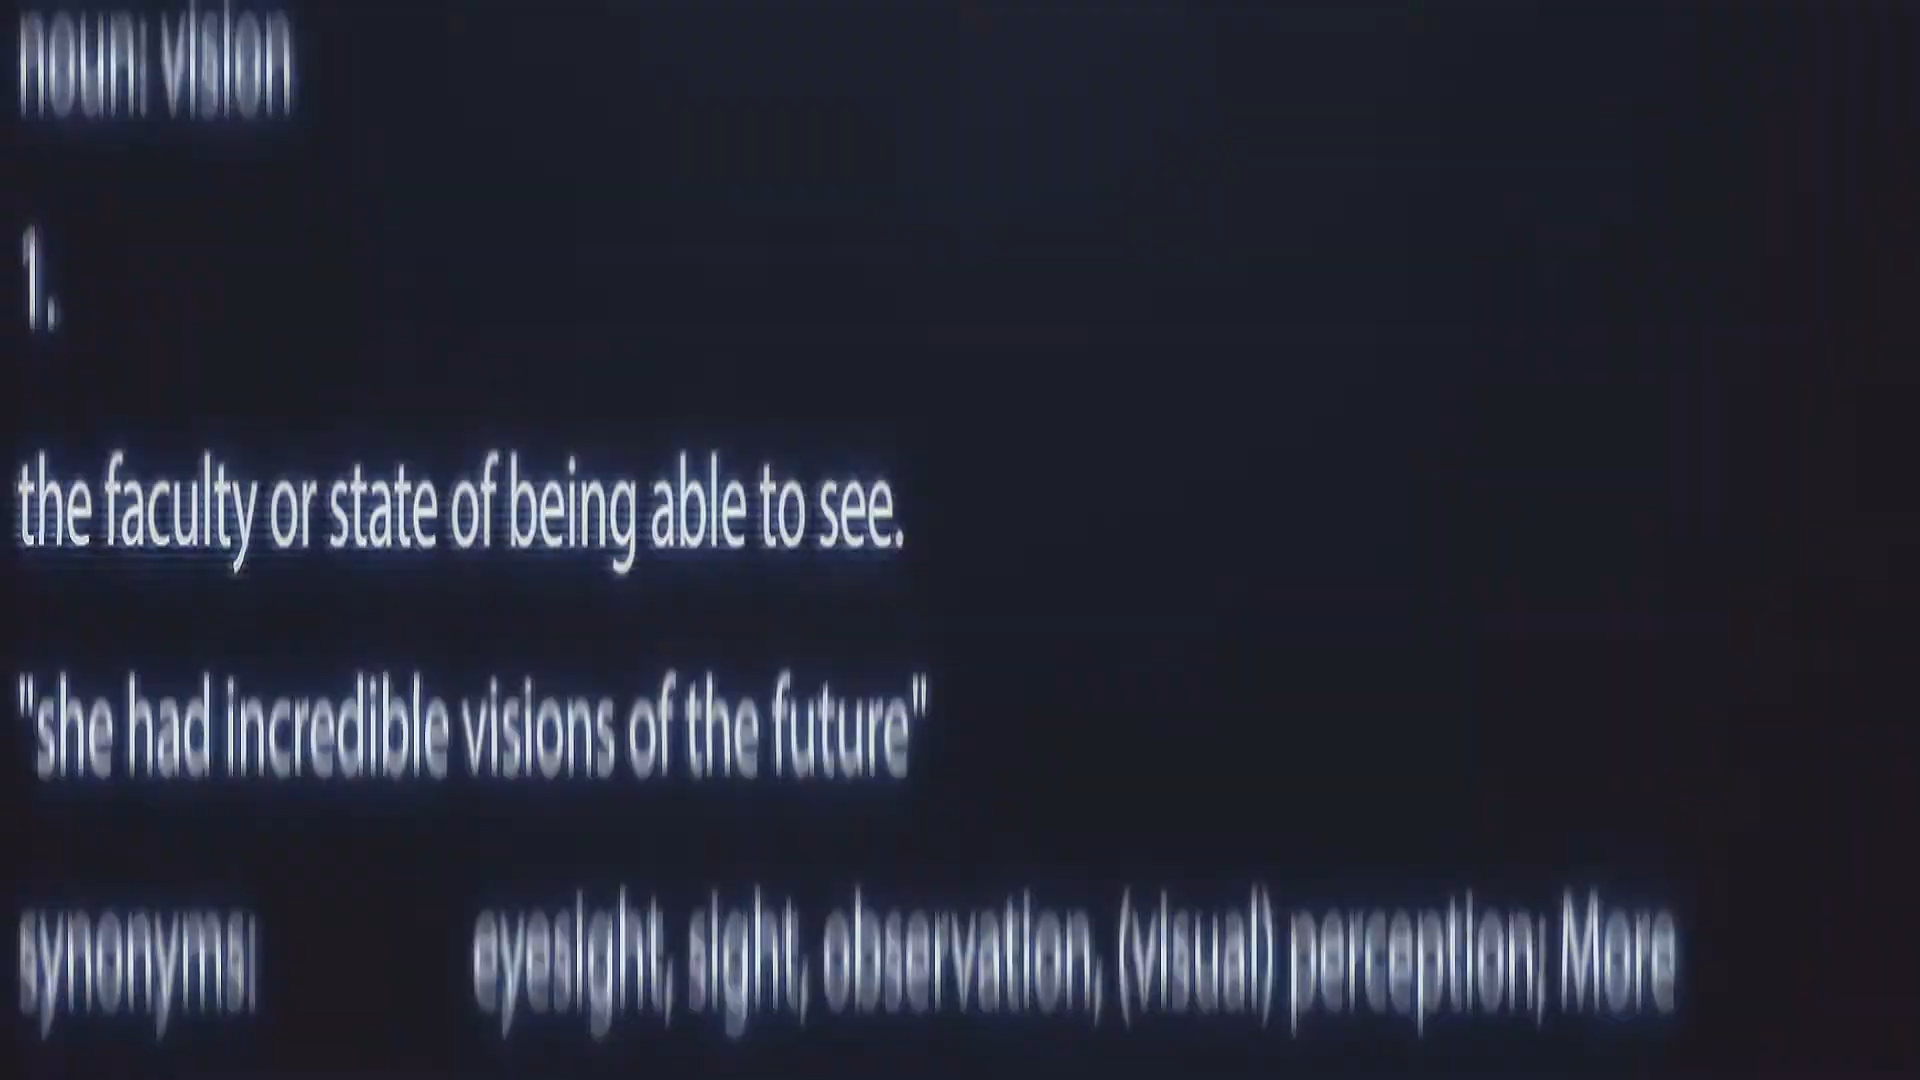 noun: vision
1.
the faculty or state of being able to see.
"she had incredible visions of the future"
synonyms: eyesight, sight, observation, (visual) perception; More